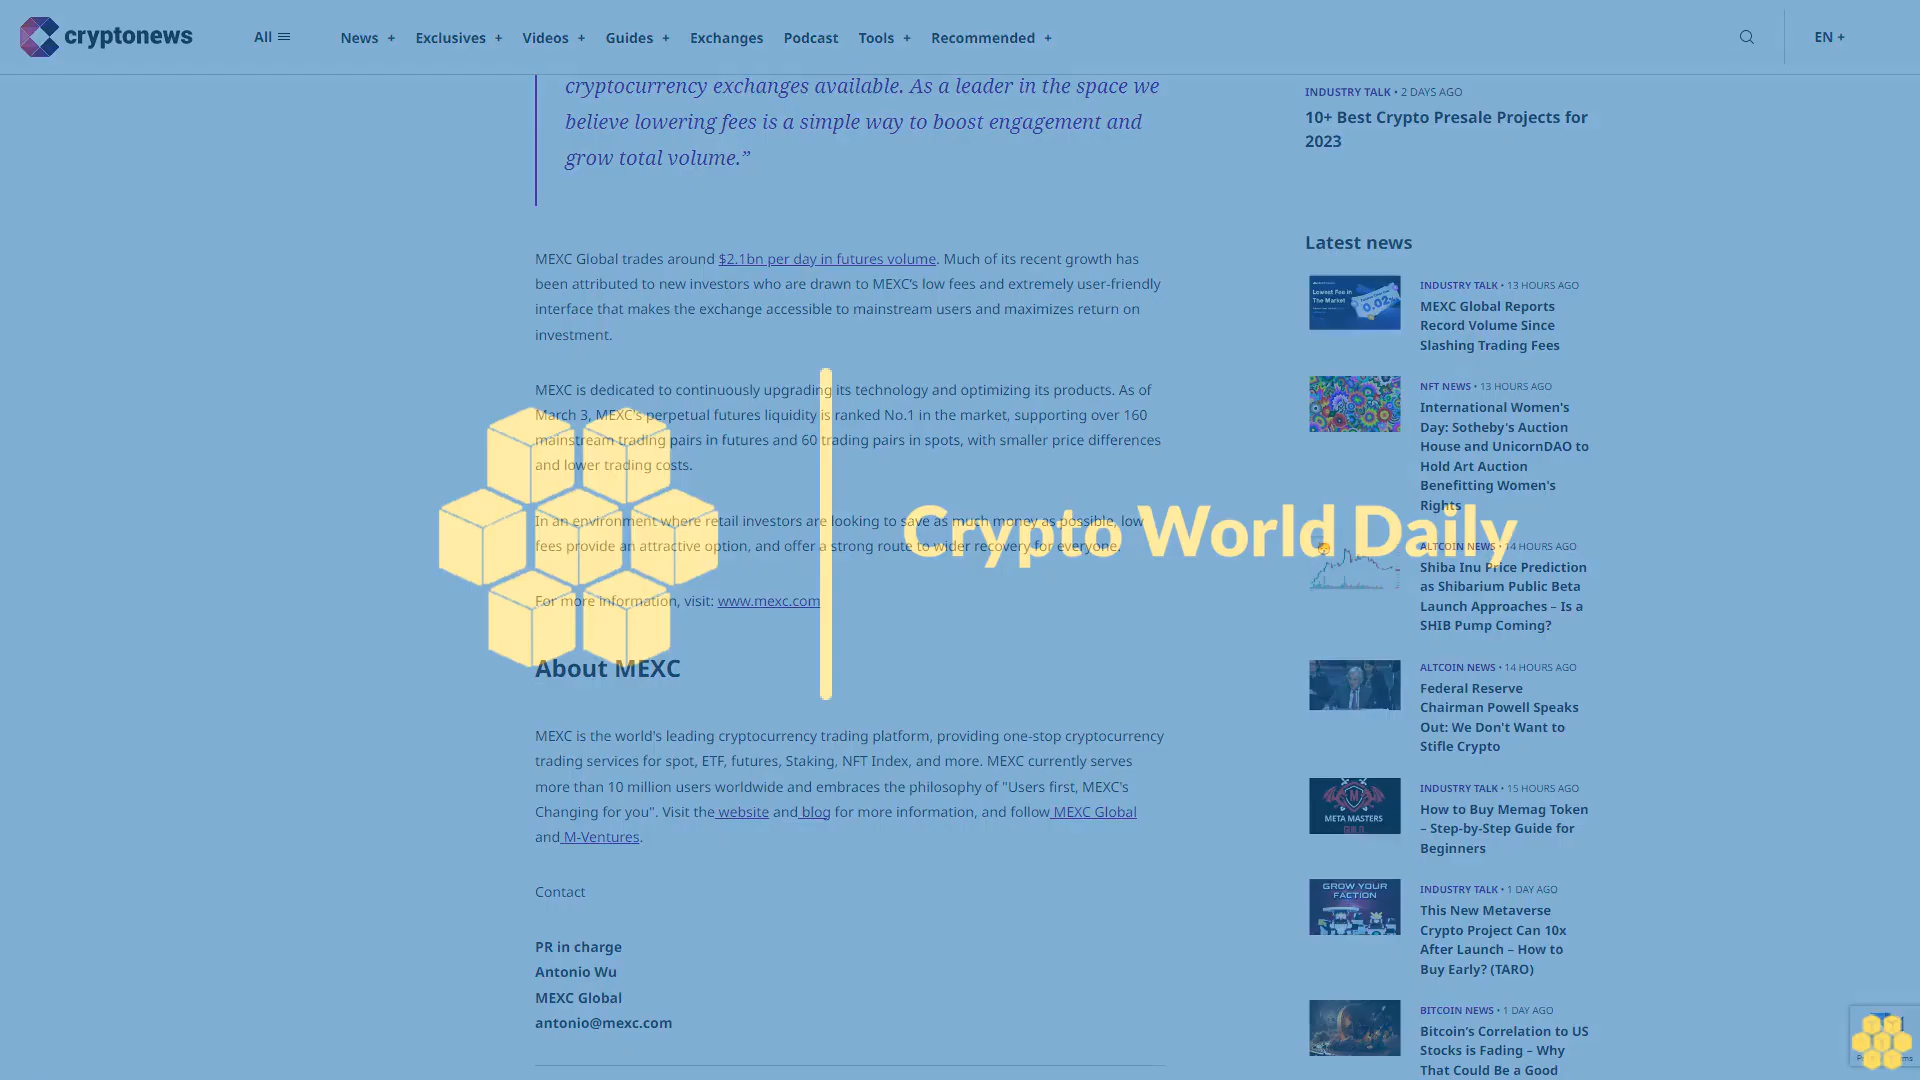 cryptonews
All
News +
Exclusives +
Videos +
Guides +
Exchanges
Podcast
Tools +
Recommended +
EN +
cryptocurrency exchanges available. As a leader in the space we
believe lowering fees is a simple way to boost engagement and
grow total volume.”
MEXC Global trades around $2.1bn per day in futures volume. Much of its recent growth has
been attributed to new investors who are drawn to MEXC's low fees and extremely user-friendly
interface that makes the exchange accessible to mainstream users and maximizes return on
investment.
MEXC is dedicated to continuously upgrading its technology and optimizing its products. As of
March 3, MEXC's perpetual futures liquidity is ranked No.1 in the market, supporting over 160
mainstream trading pairs in futures and 60 trading pairs in spots, with smaller price differences
and lower trading costs.
In an environment where retail investors are looking to save as much money as possible, low
fees provide an attractive option, and offer a strong route to wider recovery for everyone.
For more information, visit: www.mexc.com
About MEXC
MEXC is the world's leading cryptocurrency trading platform, providing one-stop cryptocurrency
trading services for spot, ETF, futures, Staking, NFT Index, and more. MEXC currently serves
more than 10 million users worldwide and embraces the philosophy of "Users first, MEXC's
Changing for you". Visit the website and blog for more information, and follow MEXC Global
and M-Ventures.
Contact
PR in charge
Antonio Wu
MEXC Global
antonio@mexc.com
Crypto World Daily
INDUSTRY TALK • 2 DAYS AGO
10+ Best Crypto Presale Projects for
2023
Latest news
Lowest Fee in
The Market
0.02%
INDUSTRY TALK • 13 HOURS AGO
MEXC Global Reports
Record Volume Since
Slashing Trading Fees
NFT NEWS • 13 HOURS AGO
International Women's
Day: Sotheby's Auction
House and UnicornDAO to
Hold Art Auction
Benefitting Women's
Rights
ALTCOIN NEWS • 14 HOURS AGO
Shiba Inu Price Prediction
as Shibarium Public Beta
Launch Approaches – Is a
SHIB Pump Coming?
ALTCOIN NEWS • 14 HOURS AGO
Federal Reserve
Chairman Powell Speaks
Out: We Don't Want to
Stifle Crypto
META MASTERS
GUILD
INDUSTRY TALK • 15 HOURS AGO
How to Buy Memag Token
– Step-by-Step Guide for
Beginners
GROW YOUR
FACTION
INDUSTRY TALK • 1 DAY AGO
This New Metaverse
Crypto Project Can 10x
After Launch – How to
Buy Early? (TARO)
BITCOIN NEWS • 1 DAY AGO
Bitcoin's Correlation to US
Stocks is Fading – Why
That Could Be a Good